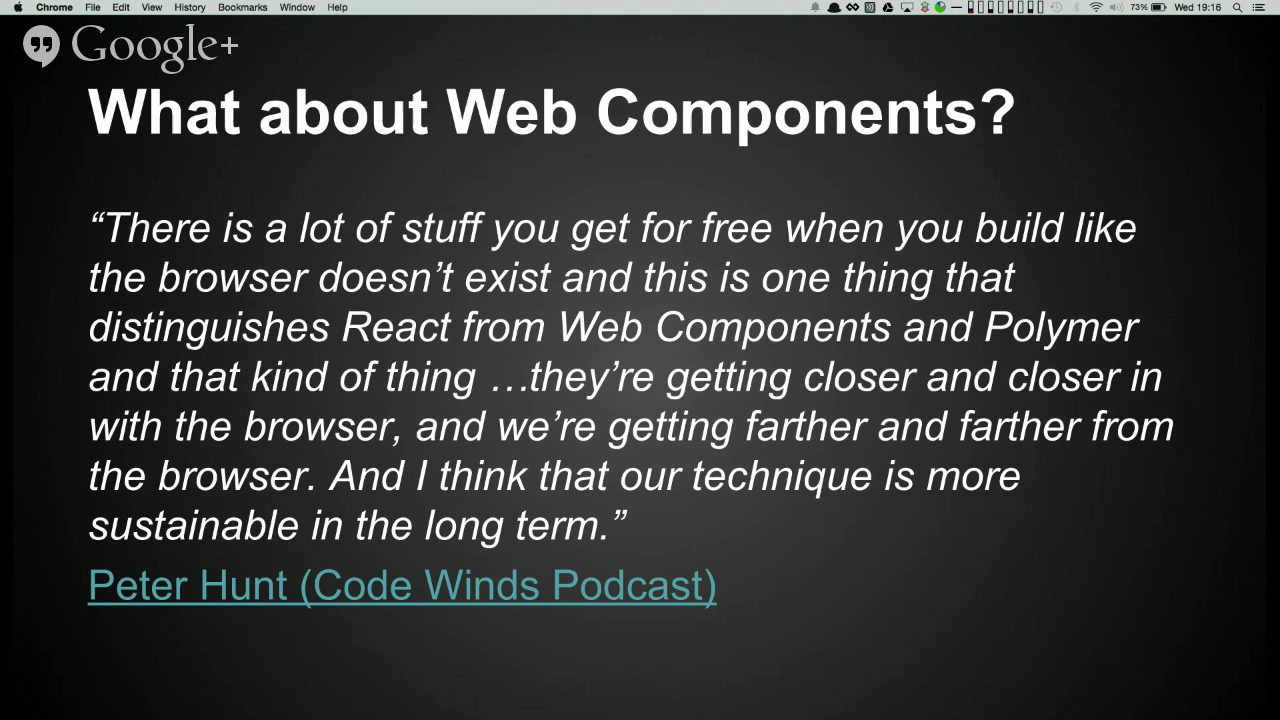 Chrome File Edit View History Bookmarks Window Help 73% Wed 19:16
Google+
What about Web Components?
“There is a lot of stuff you get for free when you build like
the browser doesn’t exist and this is one thing that
distinguishes React from Web Components and Polymer
and that kind of thing …they’re getting closer and closer in
with the browser, and we’re getting farther and farther from
the browser. And I think that our technique is more
sustainable in the long term.”
Peter Hunt (Code Winds Podcast)